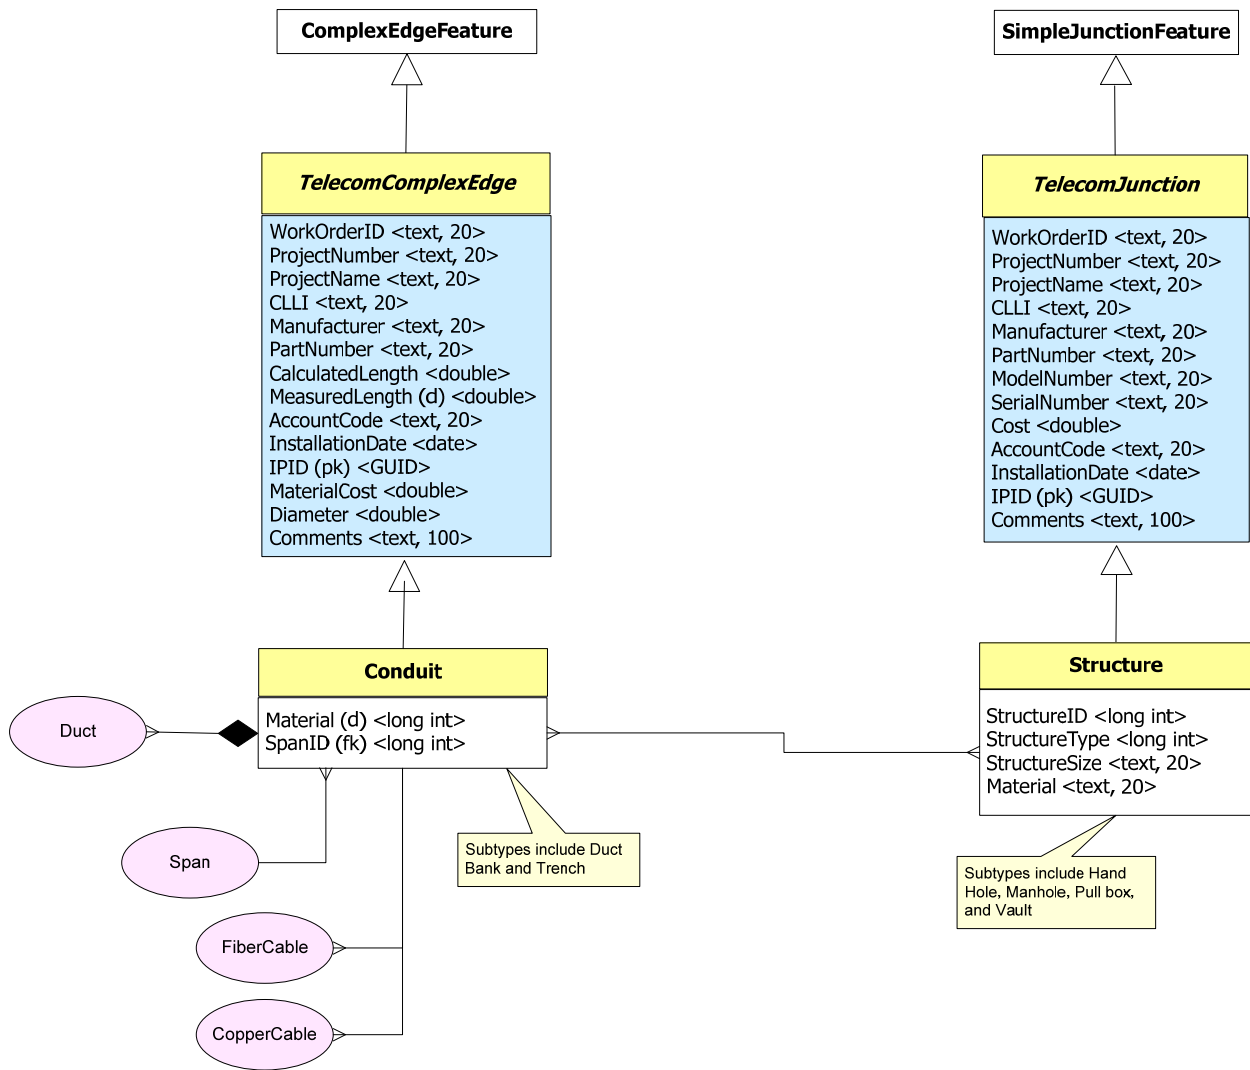 ComplexEdgeFeature
SimpleJunctionFeature
TelecomComplexEdge
WorkOrderID <text, 20>
ProjectNumber <text, 20>
ProjectName <text, 20>
CLLI <text, 20>
Manufacturer <text, 20>
PartNumber <text, 20>
CalculatedLength <double>
MeasuredLength (d) <double>
AccountCode <text, 20>
InstallationDate <date>
IPID (pk) <GUID>
MaterialCost <double>
Diameter <double>
Comments <text, 100>
TelecomJunction
WorkOrderID <text, 20>
ProjectNumber <text, 20>
ProjectName <text, 20>
CLLI <text, 20>
Manufacturer <text, 20>
PartNumber <text, 20>
ModelNumber <text, 20>
SerialNumber <text, 20>
Cost <double>
AccountCode <text, 20>
InstallationDate <date>
IPID (pk) <GUID>
Comments <text, 100>
Conduit
Material (d) <long int>
SpanID (fk) <long int>
Structure
StructureID <long int>
StructureType <long int>
StructureSize <text, 20>
Material <text, 20>
Duct
Span
FiberCable
CopperCable
Subtypes include Duct
Bank and Trench
Subtypes include Hand
Hole, Manhole, Pull box,
and Vault